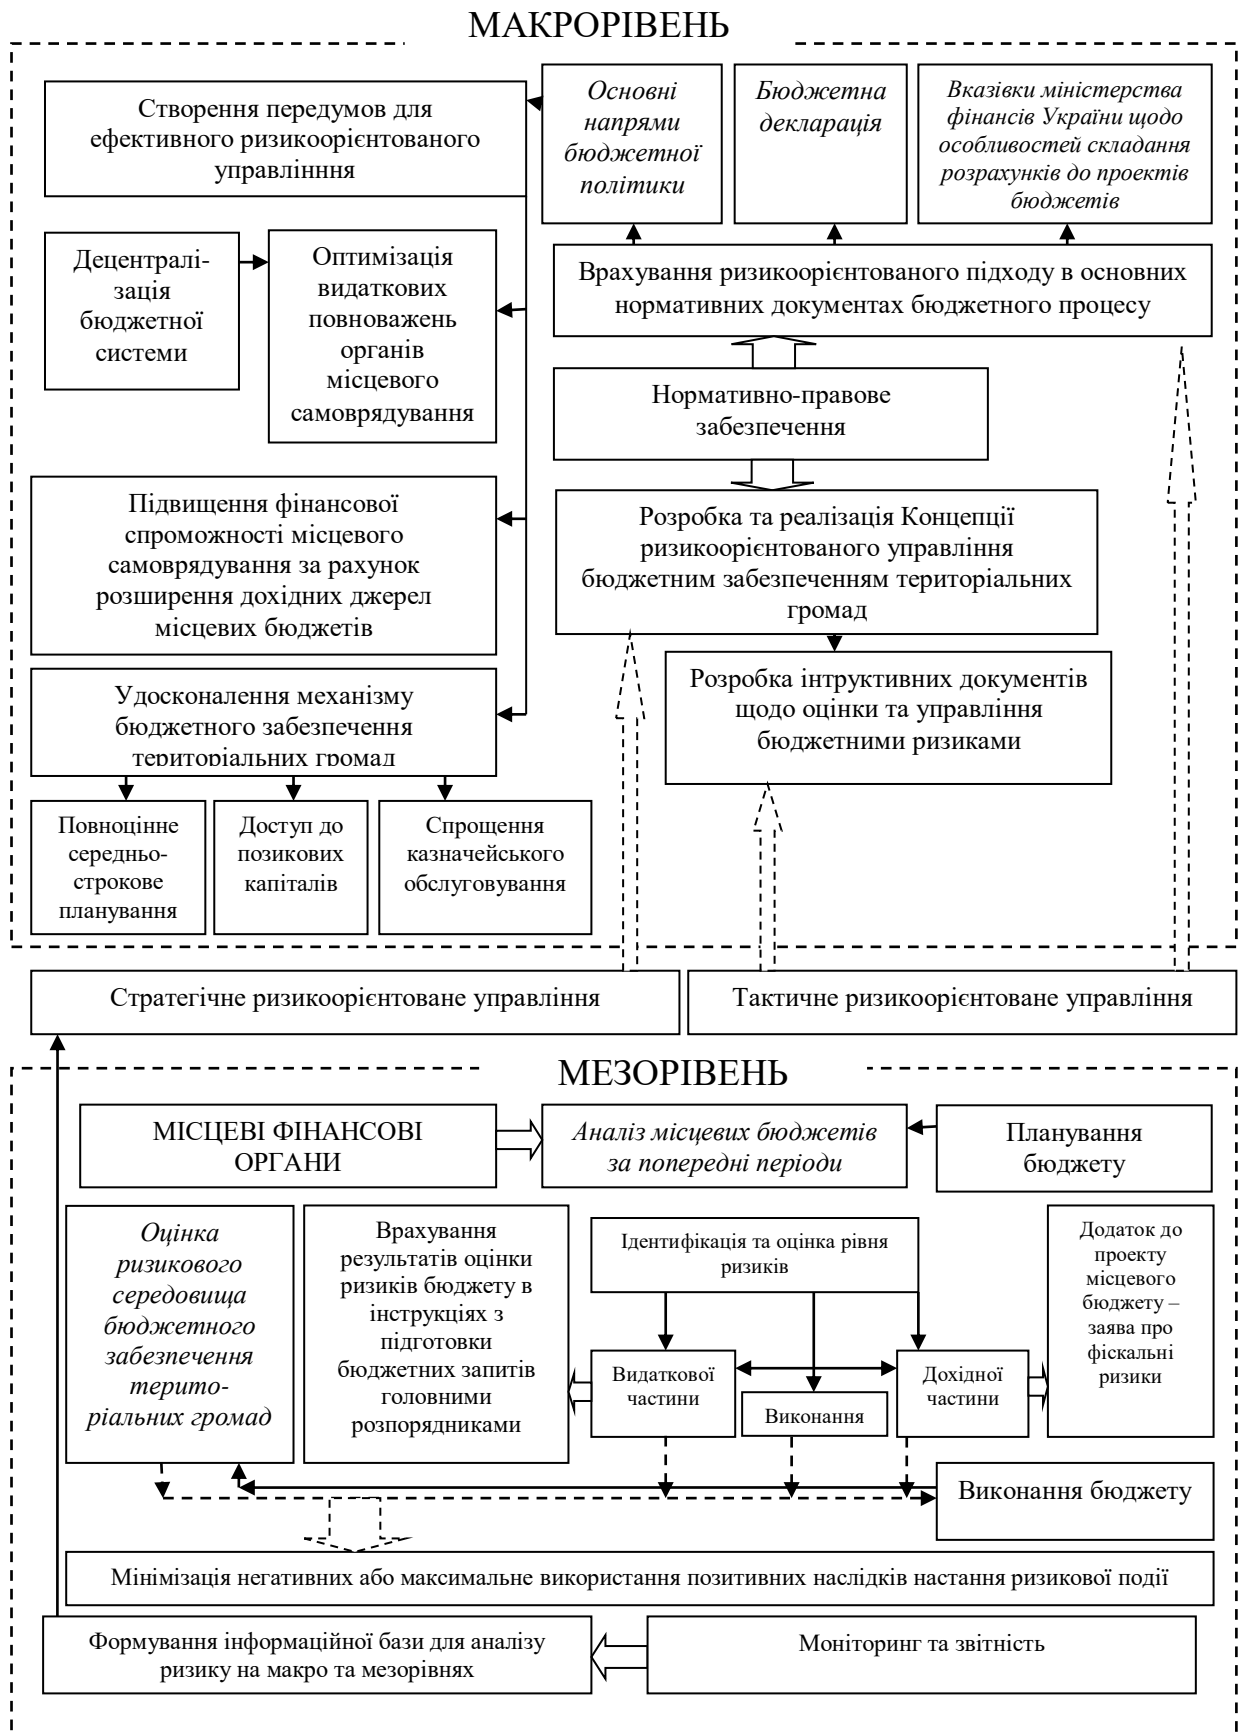 МАКРОРІВЕНЬ
Створення передумов для
ефективного ризикоорієнтованого
управлінння
Основні
напрями
бюджетної
політики
Бюджетна
декларація
Вказівки міністерства
фінансів України щодо
особливостей складання
розрахунків до проектів
бюджетів
Децентралі-
зація
бюджетної
системи
Оптимізація
видаткових
повноважень
органів
місцевого
самоврядування
Врахування ризикоорієнтованого підходу в основних
нормативних документах бюджетного процесу
Нормативно-правове
забезпечення
Підвищення фінансової
спроможності місцевого
самоврядування за рахунок
розширення дохідних джерел
місцевих бюджетів
Розробка та реалізація Концепції
ризикоорієнтованого управління
бюджетним забезпеченням територіальних
громад
Удосконалення механізму
бюджетного забезпечення
територіальних громад
Розробка інтруктивних документів
щодо оцінки та управління
бюджетними ризиками
Повноцінне
середньо-
строкове
планування
Доступ до
позикових
капіталів
Спрощення
казначейського
обслуговування
Стратегічне ризикоорієнтоване управління
Тактичне ризикоорієнтоване управління
МЕЗОРІВЕНЬ
МІСЦЕВІ ФІНАНСОВІ
ОРГАНИ
Аналіз місцевих бюджетів
за попередні періоди
Планування
бюджету
Оцінка
ризикового
середовища
бюджетного
забезпечення
терито-
ріальних громад
Врахування
результатів оцінки
ризиків бюджету в
інструкціях з
підготовки
бюджетних запитів
головними
розпорядниками
Ідентифікація та оцінка рівня
ризиків
Видаткової
частини
Виконання
Дохідної
частини
Додаток до
проекту
місцевого
бюджету –
заява про
фіскальні
ризики
Виконання бюджету
Мінімізація негативних або максимальне використання позитивних наслідків настання ризикової події
Формування інформаційної бази для аналізу
ризику на макро та мезорівнях
Моніторинг та звітність